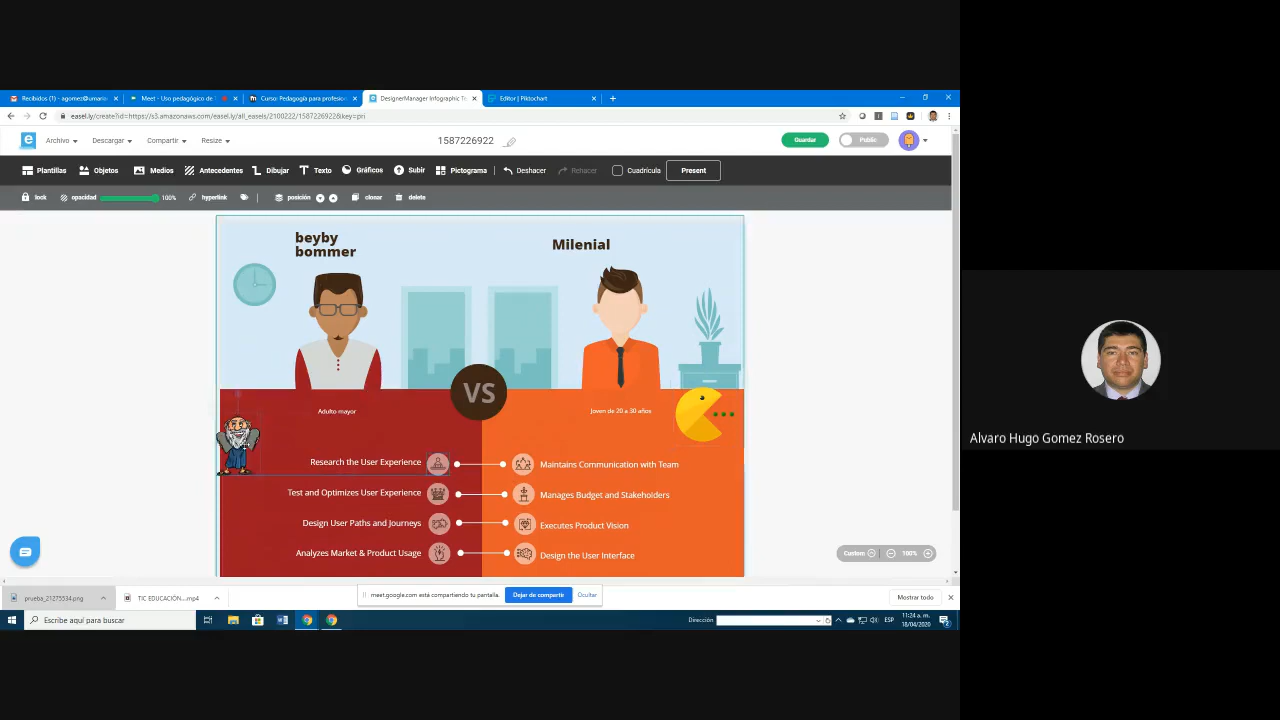 Recibidos (1) - agomez@umario
Meet - Uso pedagógico de T
Curso: Pedagogía para profesion
DesignerManager Infographic Te
Editor | Piktochart
easel.ly/create?id=https://s3.amazonaws.com/easel.ly/all_easels/2100222/1587226922&key=pri
Archivo
Descargar
Compartir
Resize
1587226922
Guardar
Public
Plantillas
Objetos
Medios
Antecedentes
Dibujar
Texto
Gráficos
Subir
Pictograma
Deshacer
Rehacer
Cuadrícula
Present
lock
opacidad
100%
hyperlink
posición
clonar
delete
beyby
bommer
Milenial
VS
Adulto mayor
Joven de 20 a 30 años
Research the User Experience
Maintains Communication with Team
Test and Optimizes User Experience
Manages Budget and Stakeholders
Design User Paths and Journeys
Executes Product Vision
Analyzes Market & Product Usage
Design the User Interface
Custom
100%
Alvaro Hugo Gomez Rosero
prueba_21275534.png
TIC EDUCACIÓN....mp4
meet.google.com está compartiendo tu pantalla.
Dejar de compartir
Ocultar
Mostrar todo
Escribe aquí para buscar
Dirección
ESP
11:24 a. m.
18/04/2020